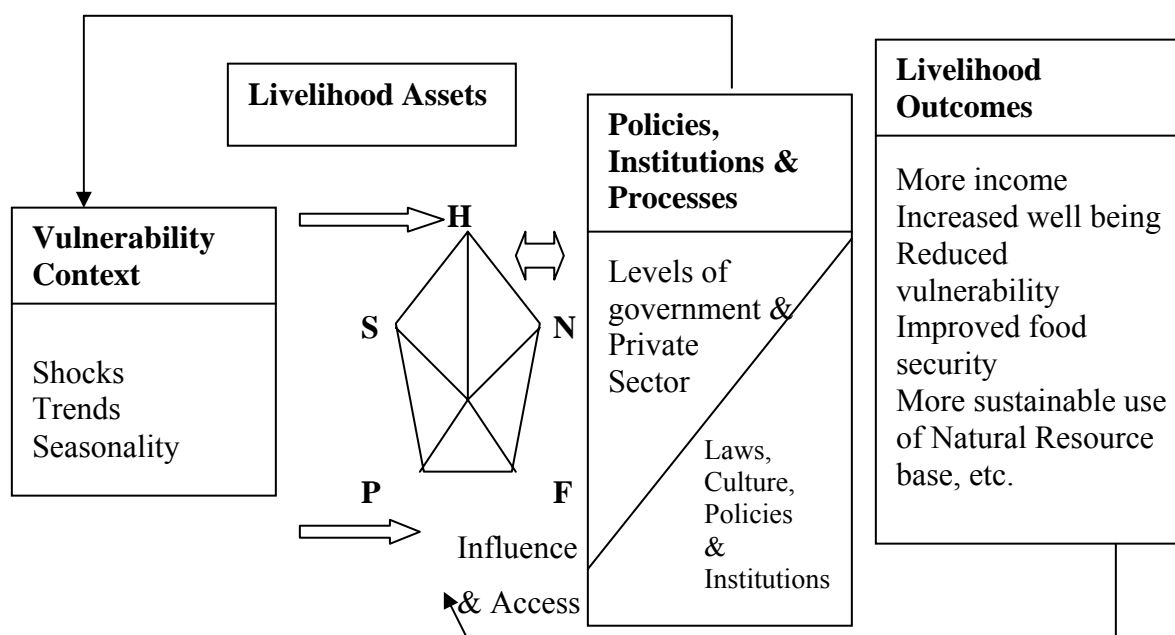 Livelihood Assets
Vulnerability
Context
Shocks
Trends
Seasonality
H
S
N
P
F
Influence
& Access
Policies,
Institutions &
Processes
Levels of
government &
Private
Sector
Laws,
Culture,
Policies
&
Institutions
Livelihood
Outcomes
More income
Increased well being
Reduced
vulnerability
Improved food
security
More sustainable use
of Natural Resource
base, etc.